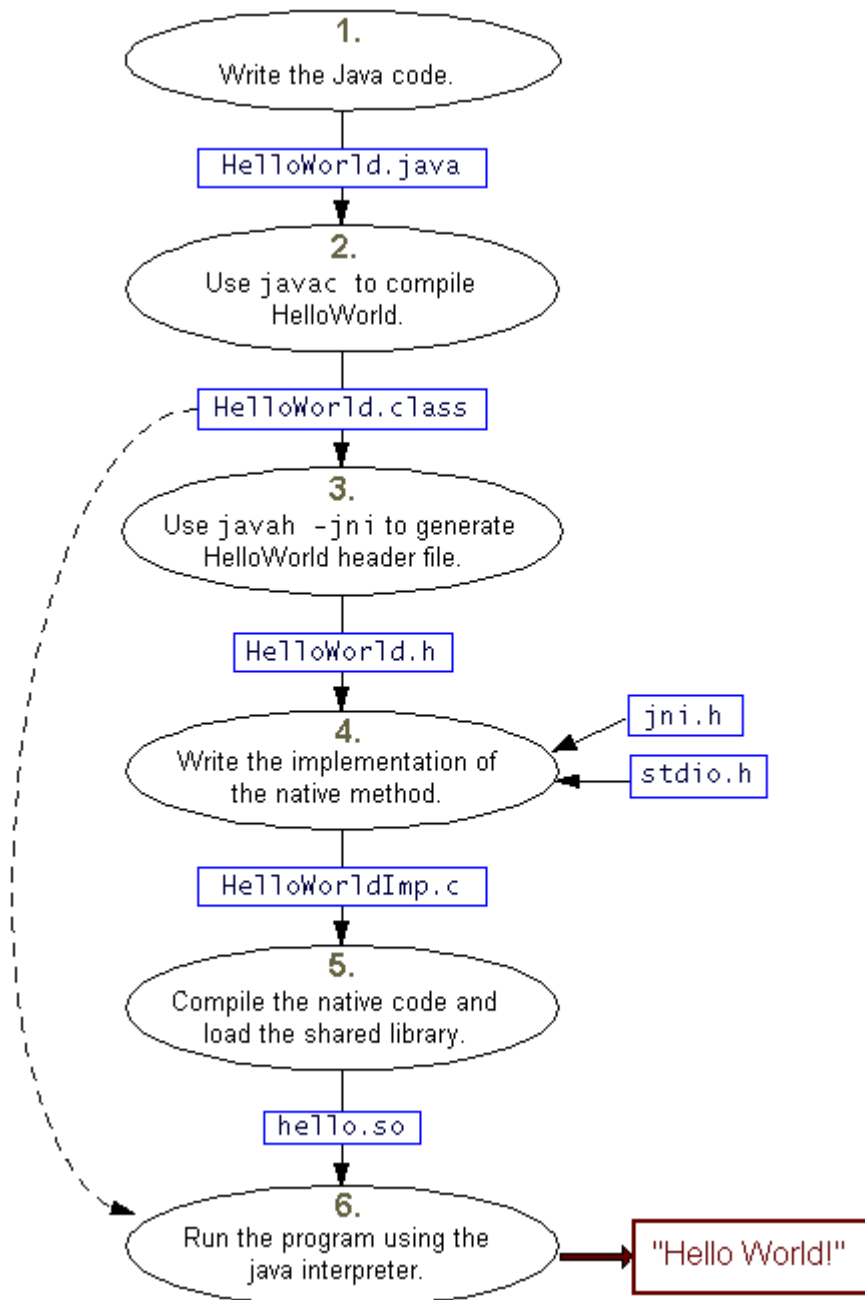 1.
Write the Java code.
HelloWorld.java
2.
Use javac to compile
HelloWorld.
HelloWorld.class
3.
Use javah -jni to generate
HelloWorld header file.
HelloWorld.h
jni.h
4.
Write the implementation of
the native method.
stdio.h
HelloWorldImp.c
5.
Compile the native code and
load the shared library.
hello.so
6.
Run the program using the
java interpreter.
"Hello World!"